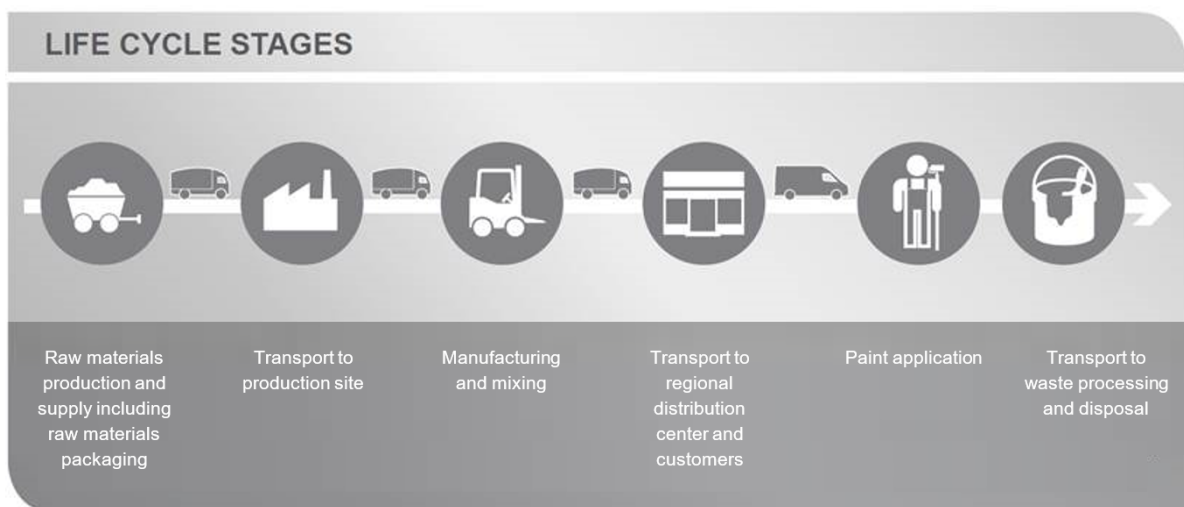 LIFE CYCLE STAGES
Raw materials
production and
supply including
raw materials
packaging
Transport to
production site
Manufacturing
and mixing
Transport to
regional
distribution
center and
customers
Paint application
Transport to
waste processing
and disposal